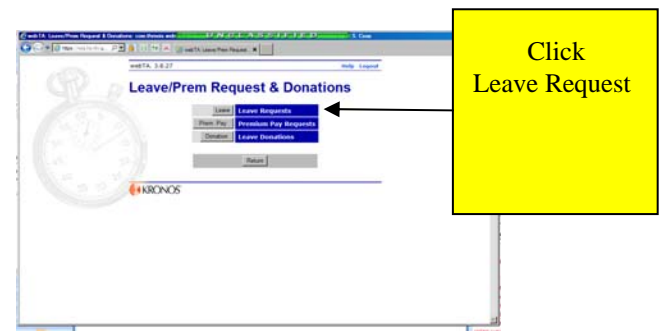 Click
Leave Request
webTA 3.8.27
Help Logout
Leave/Prem Request & Donations
Leave Leave Requests
Prem Pay Premium Pay Requests
Donation Leave Donations
Return
KRONOS